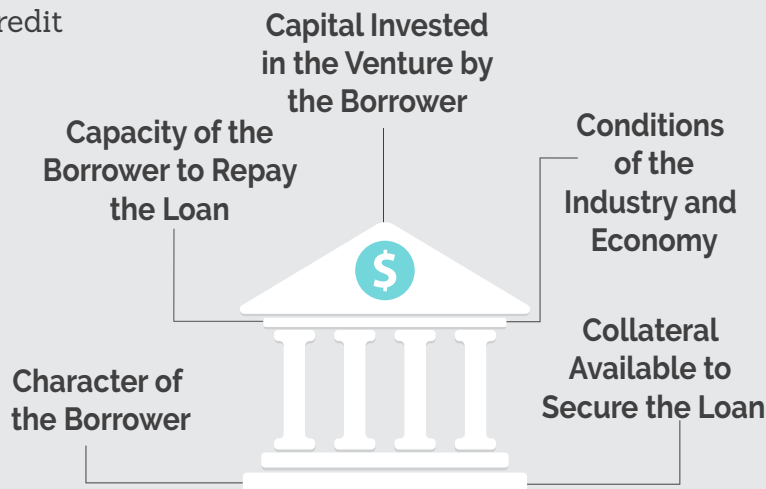 Capital Invested
in the Venture by
the Borrower
Capacity of the
Borrower to Repay
the Loan
Conditions
of the
Industry and
Economy
$
Collateral
Available to
Secure the Loan
Character of
the Borrower